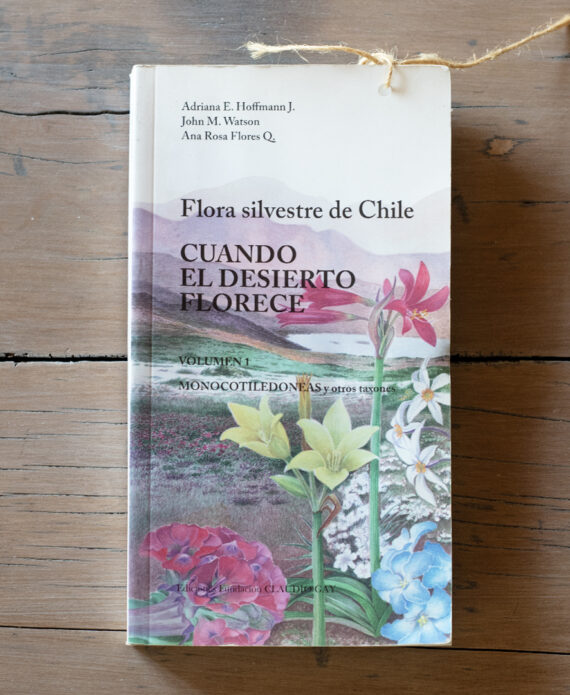 Adriana E. Hoffmann J.
John M. Watson
Ana Rosa Flores Q.
Flora silvestre de Chile
CUANDO
EL DESIERTO
FLORECE
VOLUMEN 1
MONOCOTILEDONEAS y otros taxones
Ediciones Fundación CLAUDIO GAY